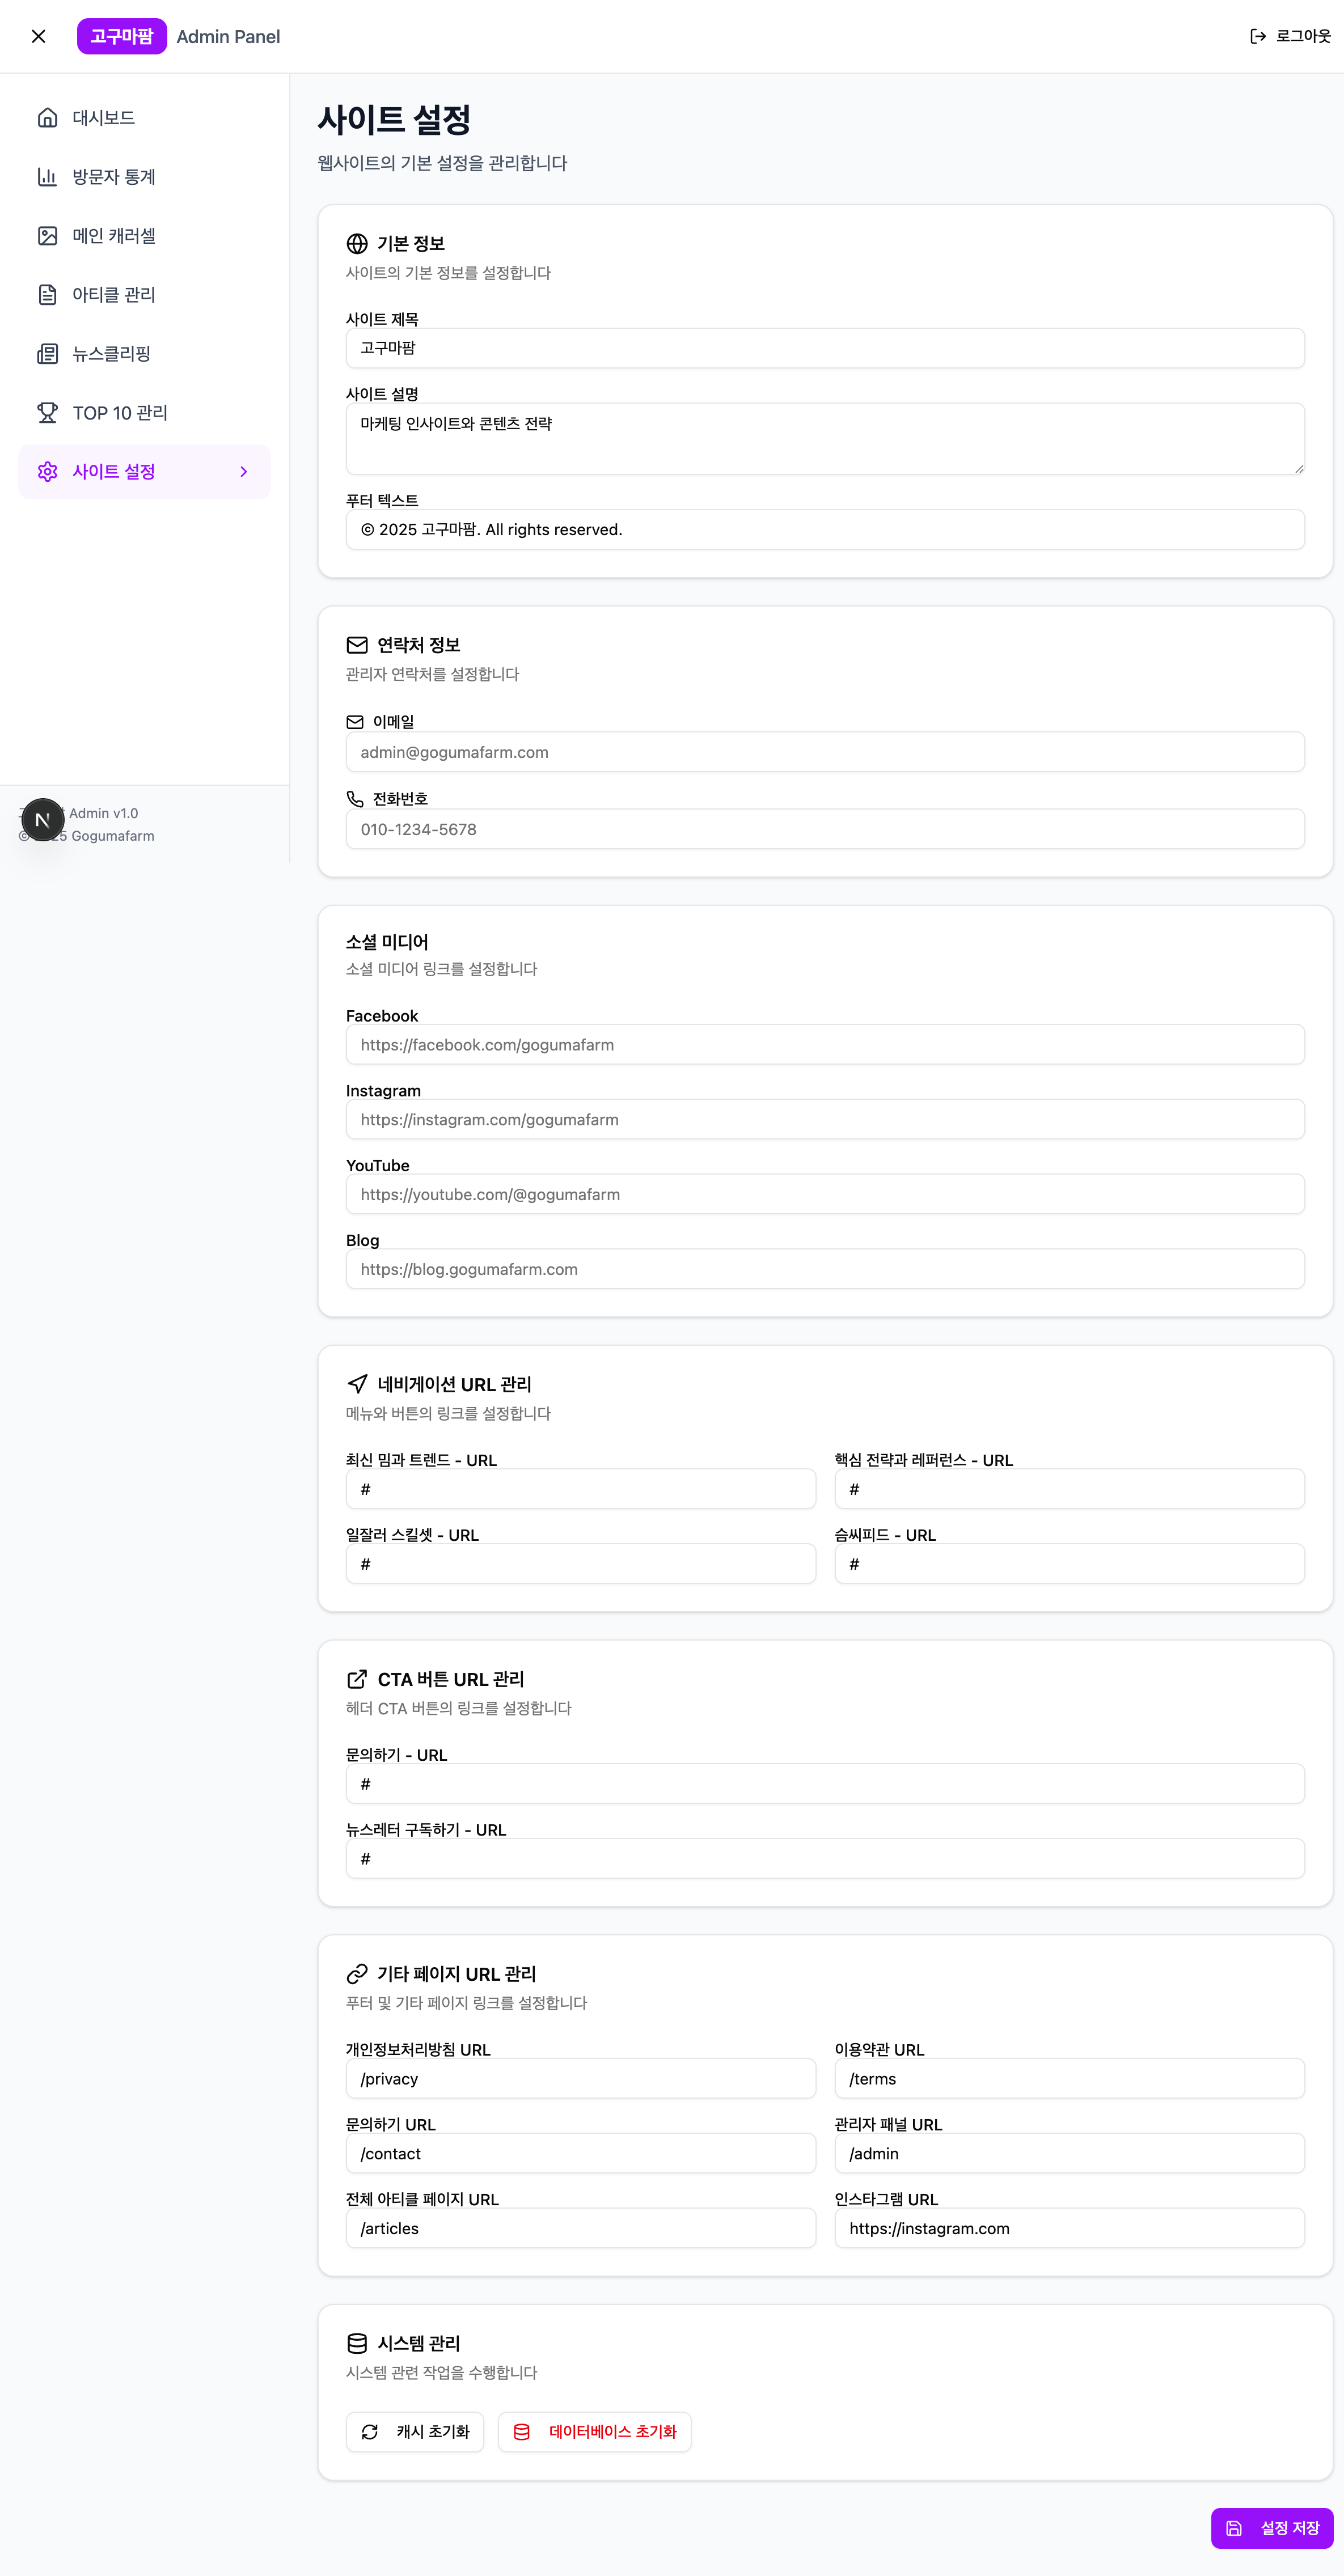 고구마팜 Admin Panel
로그아웃
대시보드
방문자 통계
메인 캐러셀
아티클 관리
뉴스클리핑
TOP 10 관리
사이트 설정
Admin v1.0
Gogumafarm
N
사이트 설정
웹사이트의 기본 설정을 관리합니다
기본 정보
사이트의 기본 정보를 설정합니다
사이트 제목
고구마팜
사이트 설명
마케팅 인사이트와 콘텐츠 전략
푸터 텍스트
© 2025 고구마팜. All rights reserved.
연락처 정보
관리자 연락처를 설정합니다
이메일
admin@gogumafarm.com
전화번호
010-1234-5678
소셜 미디어
소셜 미디어 링크를 설정합니다
Facebook
https://facebook.com/gogumafarm
Instagram
https://instagram.com/gogumafarm
YouTube
https://youtube.com/@gogumafarm
Blog
https://blog.gogumafarm.com
네비게이션 URL 관리
메뉴와 버튼의 링크를 설정합니다
최신 밈과 트렌드 - URL
#
핵심 전략과 레퍼런스 - URL
#
일잘러 스킬셋 - URL
#
슴씨피드 - URL
#
CTA 버튼 URL 관리
헤더 CTA 버튼의 링크를 설정합니다
문의하기 - URL
#
뉴스레터 구독하기 - URL
#
기타 페이지 URL 관리
푸터 및 기타 페이지 링크를 설정합니다
개인정보처리방침 URL
/privacy
이용약관 URL
/terms
문의하기 URL
/contact
관리자 패널 URL
/admin
전체 아티클 페이지 URL
/articles
인스타그램 URL
https://instagram.com
시스템 관리
시스템 관련 작업을 수행합니다
캐시 초기화
데이터베이스 초기화
설정 저장